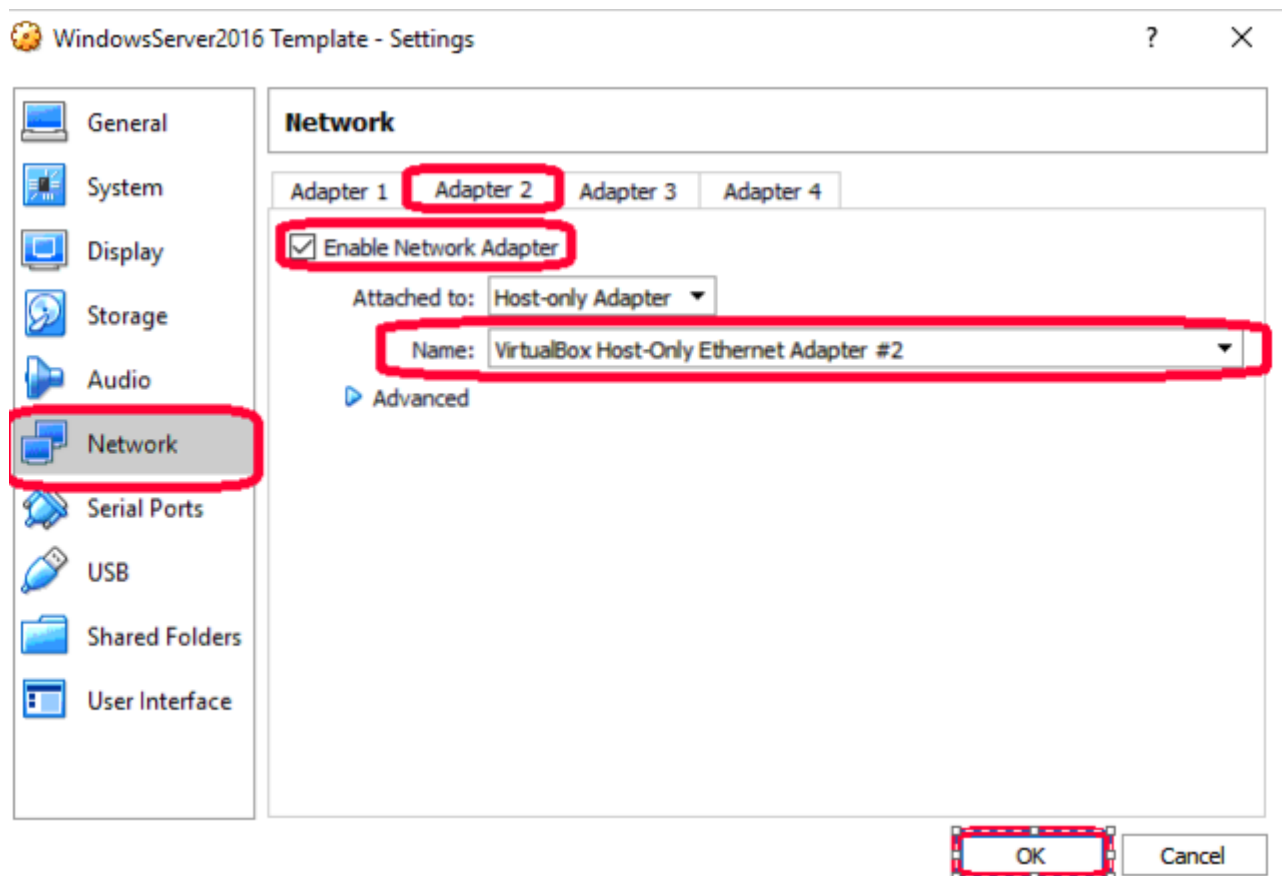 WindowsServer2016 Template - Settings
?
General
System
Display
Storage
Audio
Network
Serial Ports
USB
Shared Folders
User Interface
Network
Adapter 1 Adapter 2 Adapter 3 Adapter 4
Enable Network Adapter
Attached to: Host-only Adapter
Name: VirtualBox Host-Only Ethernet Adapter #2
Advanced
OK Cancel